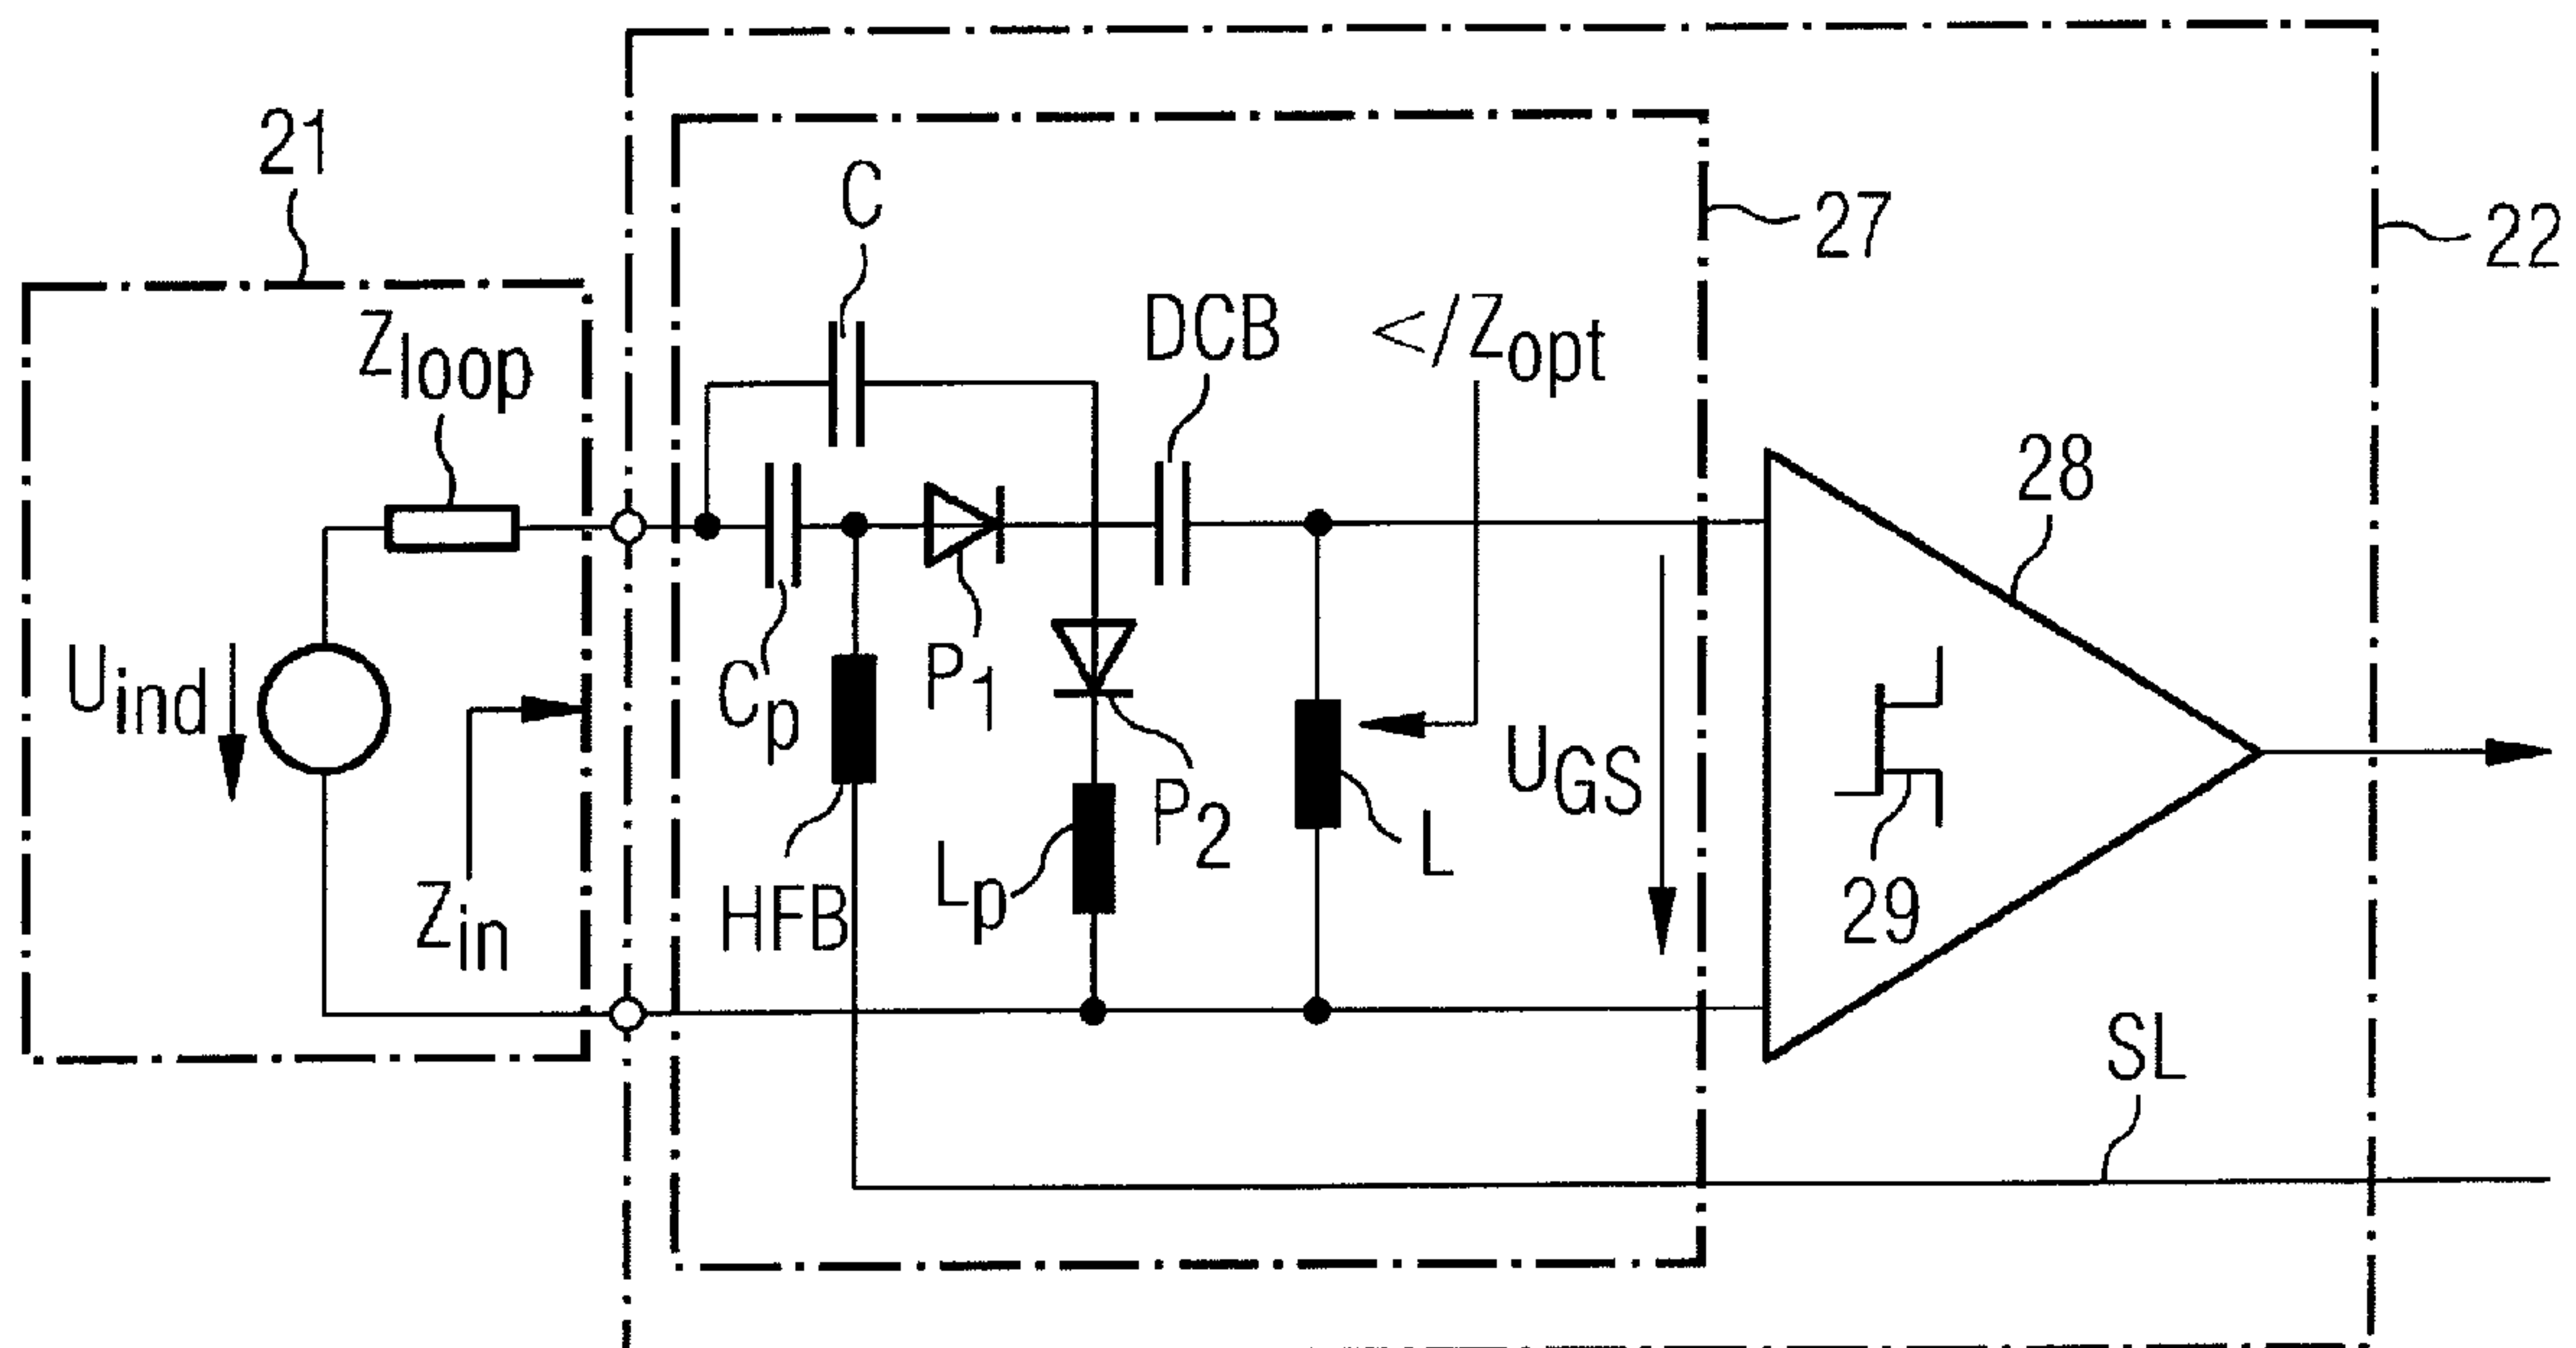 21
C
27
22
Zloop
DCB
</Zopt
28
Uind
Cp
P1
P2
UGS
Zin
HFB
Lp
L
29
SL